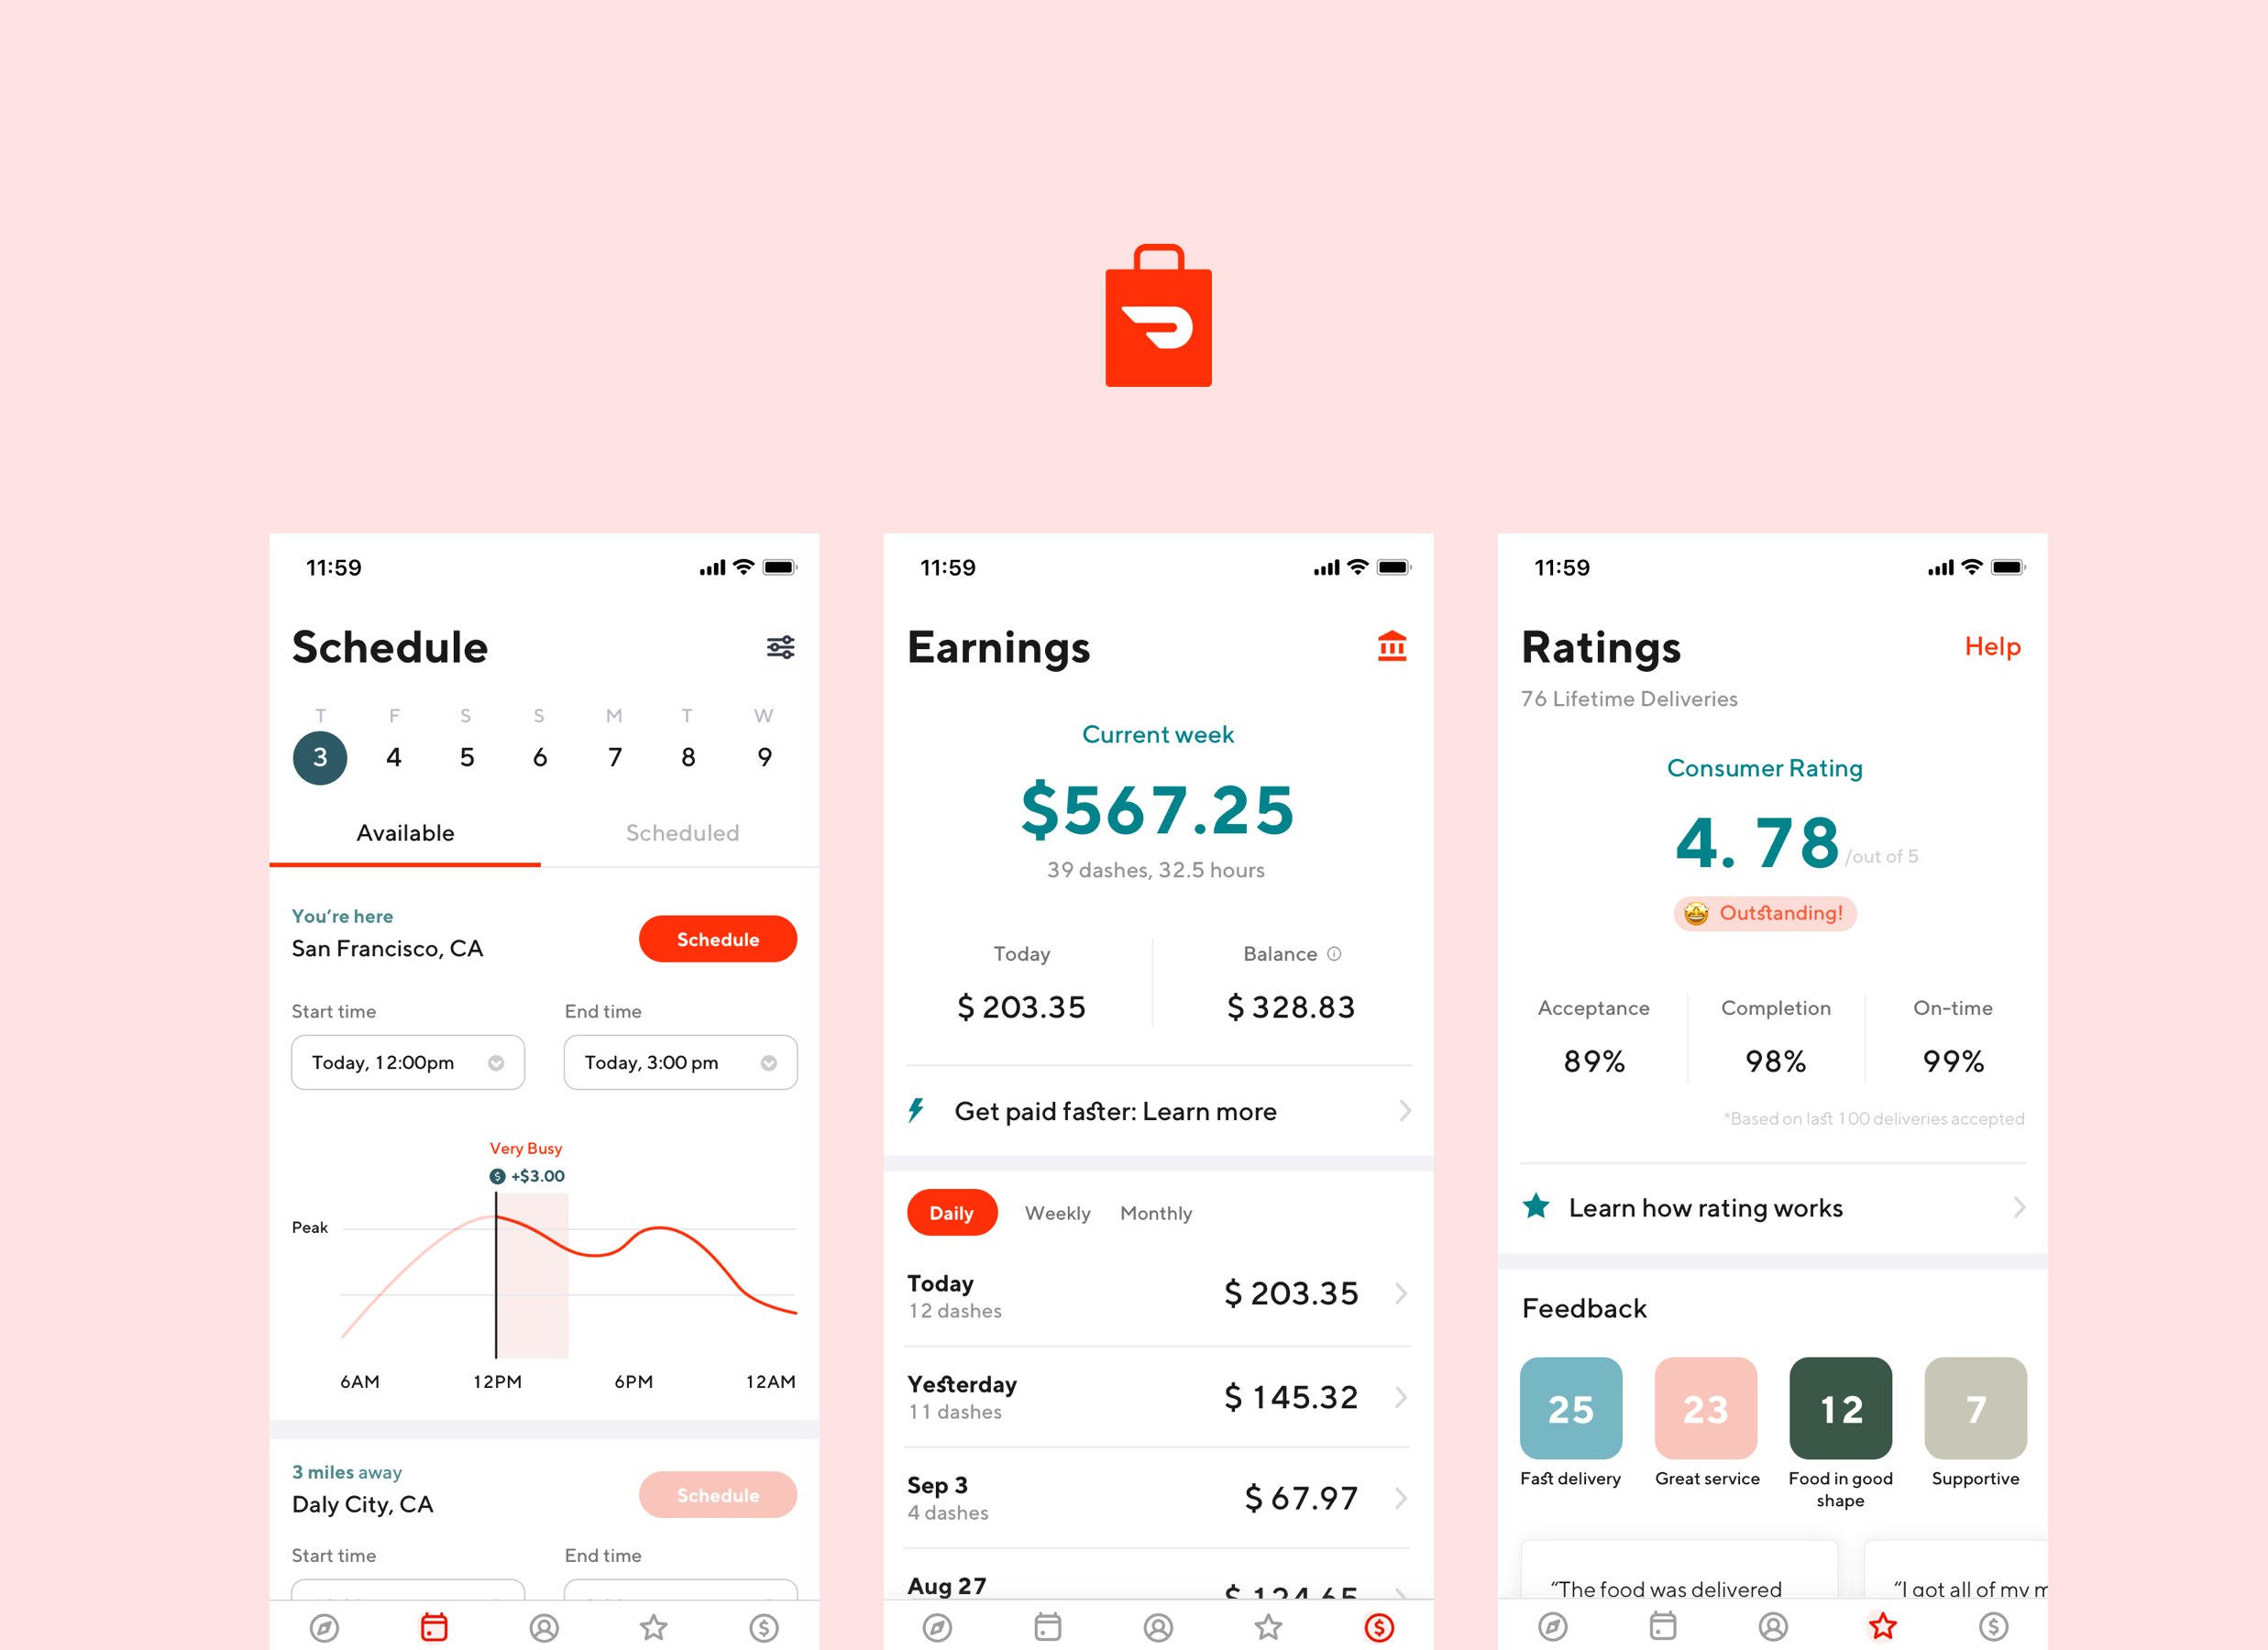 11:59
Schedule
T F S S M T W
3 4 5 6 7 8 9
Available Scheduled
You're here
San Francisco, CA
Schedule
Start time End time
Today, 12:00pm Today, 3:00 pm
Very Busy
$ +$3.00
Peak
6AM 12PM 6PM 12AM
3 miles away
Daly City, CA
Schedule
Start time End time
11:59
Earnings
Current week
$567.25
39 dashes, 32.5 hours
Today Balance
$ 203.35 $ 328.83
Get paid faster: Learn more
Daily Weekly Monthly
Today $ 203.35
12 dashes
Yesterday $ 145.32
11 dashes
Sep 3 $ 67.97
4 dashes
Aug 27 $ 124.65
11:59
Ratings Help
76 Lifetime Deliveries
Consumer Rating
4. 78 /out of 5
Outstanding!
Acceptance Completion On-time
89% 98% 99%
*Based on last 100 deliveries accepted
Learn how rating works
Feedback
25 23 12 7
Fast delivery Great service Food in good Supportive
shape
“The food was delivered “I got all of my m